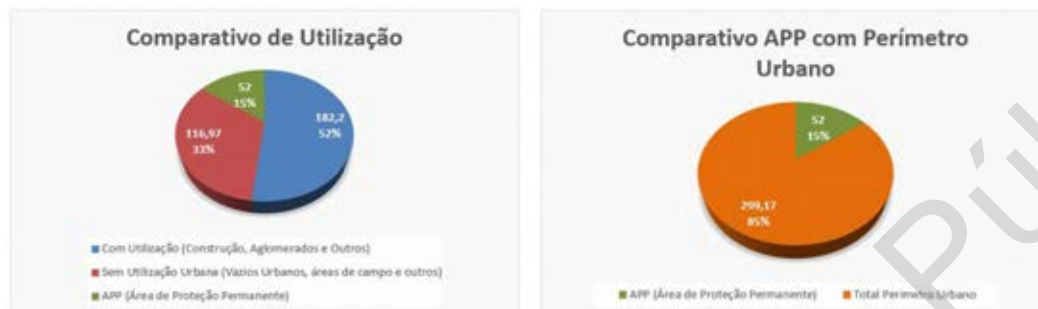 Comparativo de Utilização
52
15%
182,2
52%
116,97
33%
Com Utilização (Construção, Aglomerados e Outros)
Sem Utilização Urbana (Vazios Urbanos, áreas de campo e outros)
APP (Área de Proteção Permanente)
Comparativo APP com Perímetro
Urbano
52
15%
299,17
85%
APP (Área de Proteção Permanente) Total Perimetro Urbano
Pú